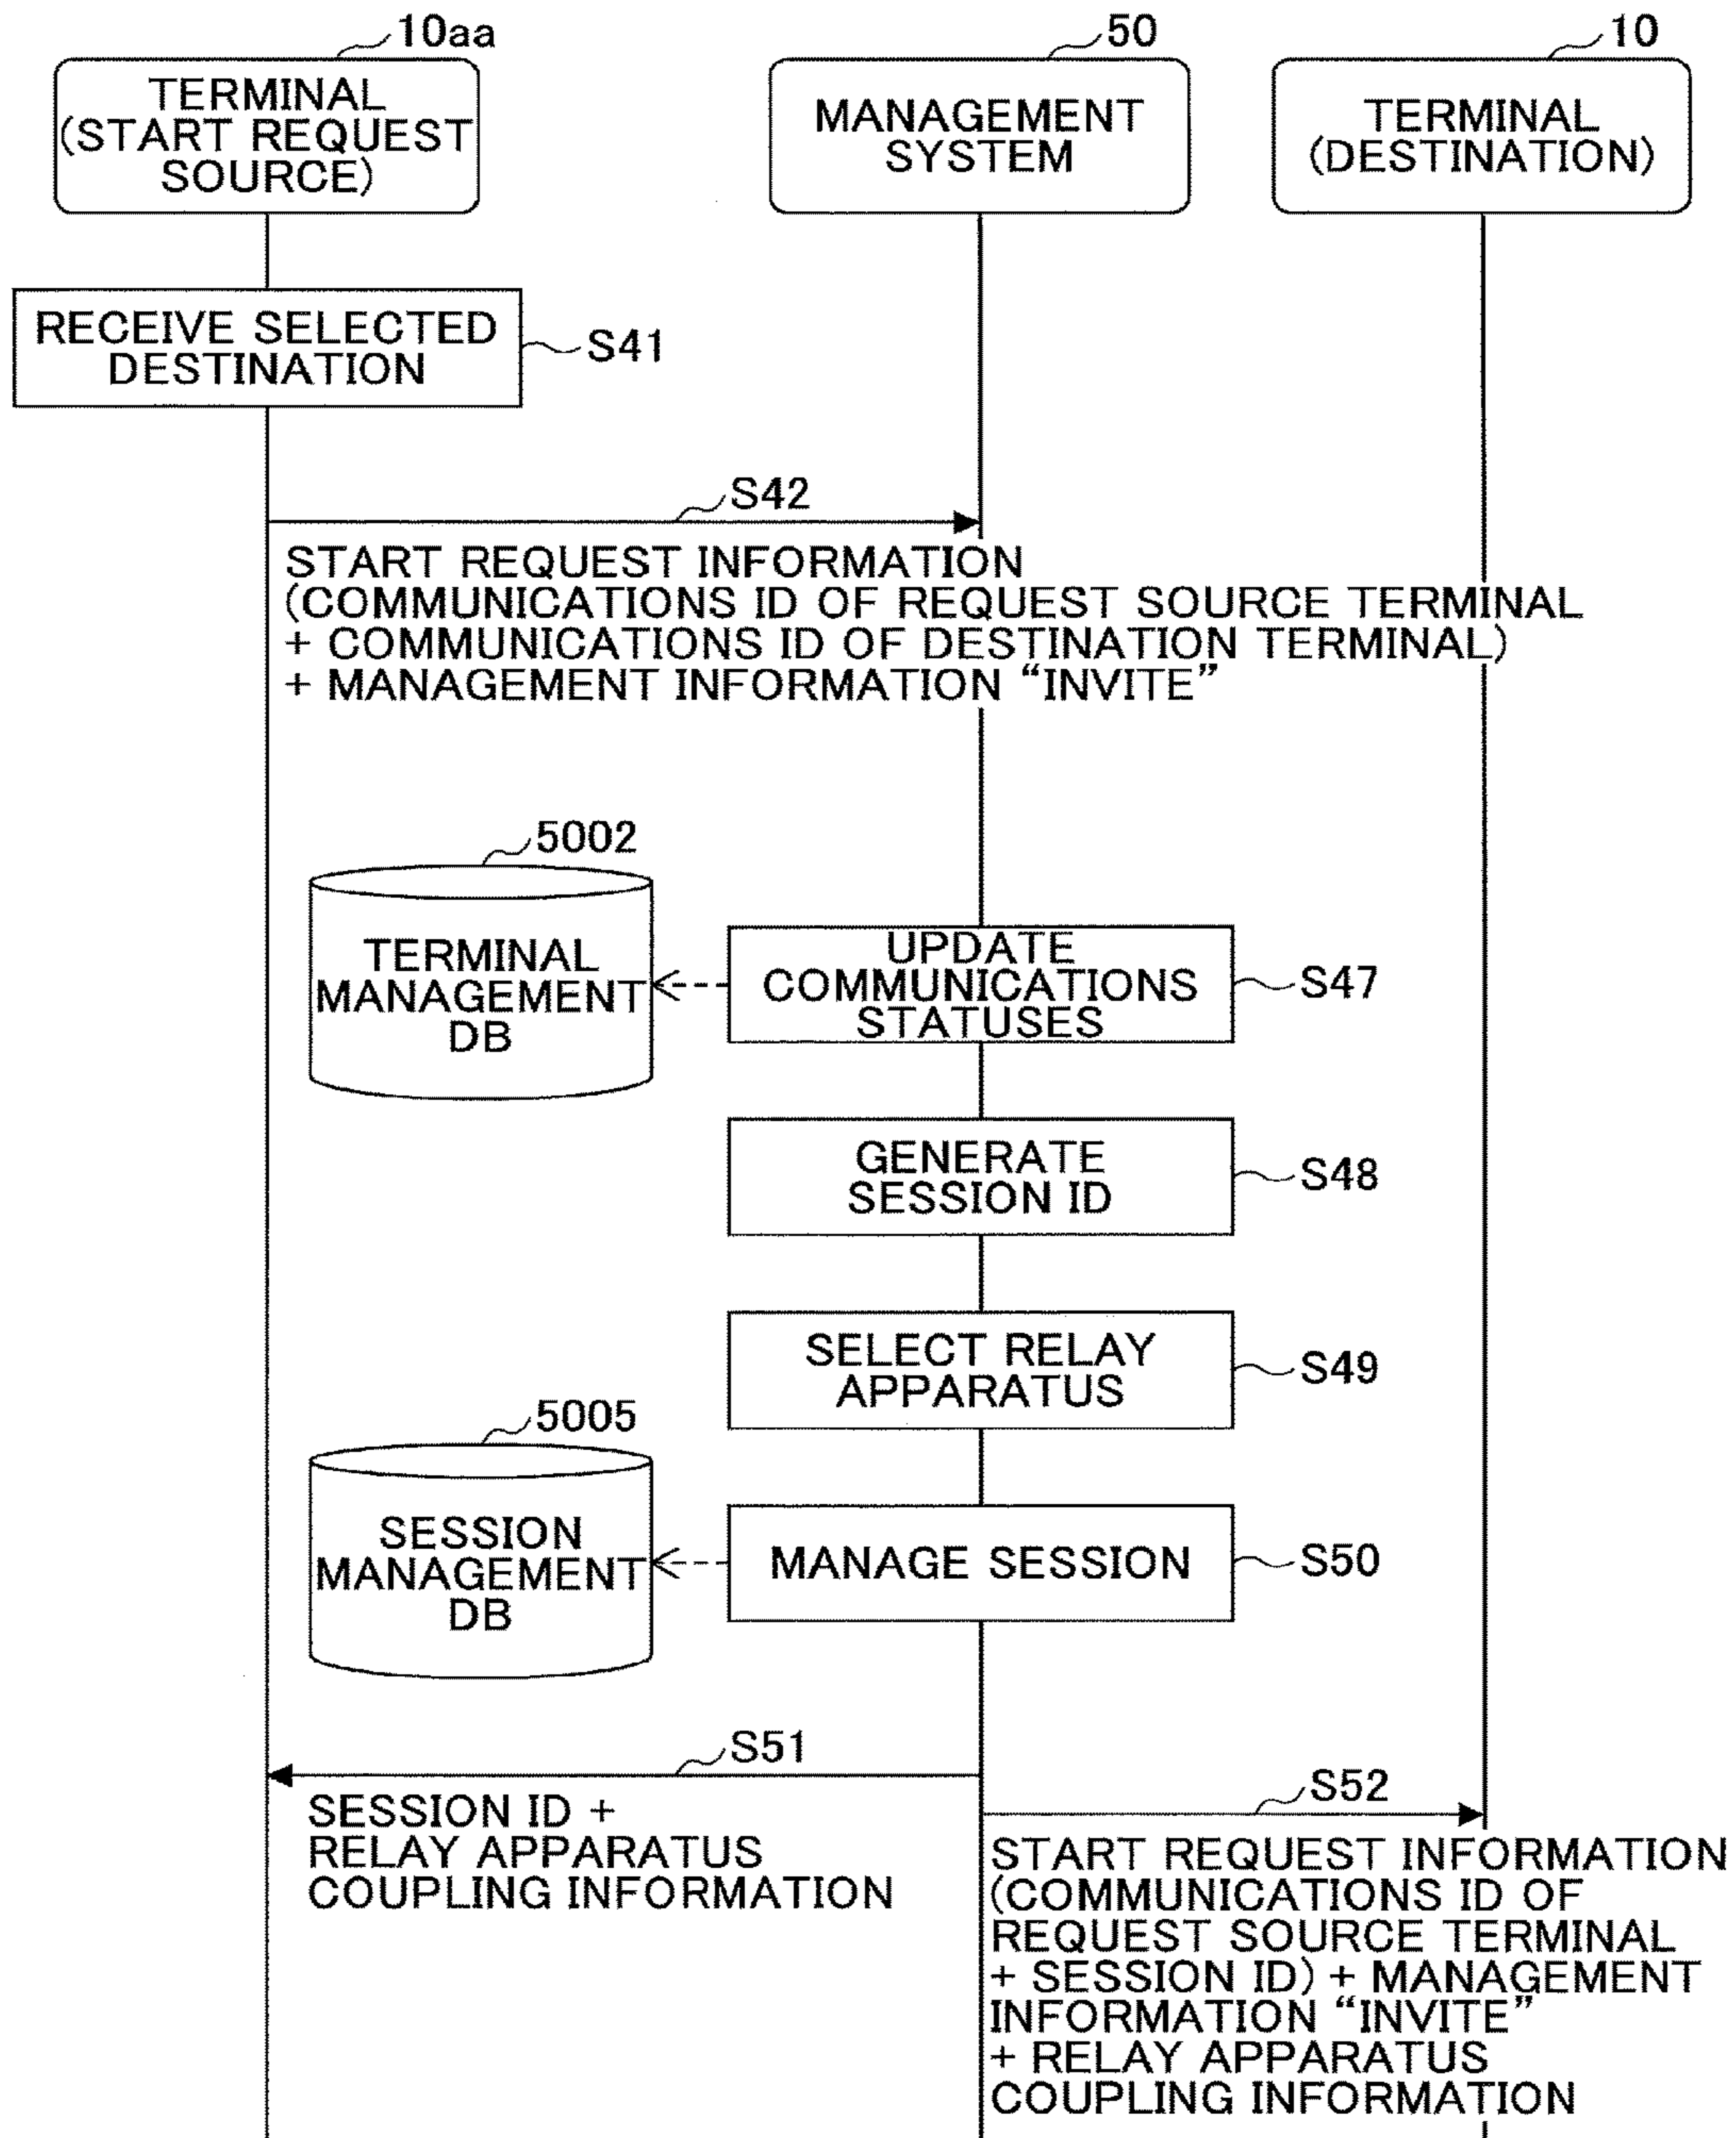 10aa
50
10
TERMINAL
(START REQUEST
SOURCE)
MANAGEMENT
SYSTEM
TERMINAL
(DESTINATION)
RECEIVE SELECTED
DESTINATION
S41
S42
START REQUEST INFORMATION
(COMMUNICATIONS ID OF REQUEST SOURCE TERMINAL
+ COMMUNICATIONS ID OF DESTINATION TERMINAL)
+ MANAGEMENT INFORMATION “INVITE”
5002
TERMINAL
MANAGEMENT
DB
UPDATE
COMMUNICATIONS
STATUSES
S47
GENERATE
SESSION ID
S48
SELECT RELAY
APPARATUS
S49
5005
SESSION
MANAGEMENT
DB
MANAGE SESSION
S50
S51
SESSION ID +
RELAY APPARATUS
COUPLING INFORMATION
S52
START REQUEST INFORMATION
(COMMUNICATIONS ID OF
REQUEST SOURCE TERMINAL
+ SESSION ID) + MANAGEMENT
INFORMATION “INVITE”
+ RELAY APPARATUS
COUPLING INFORMATION